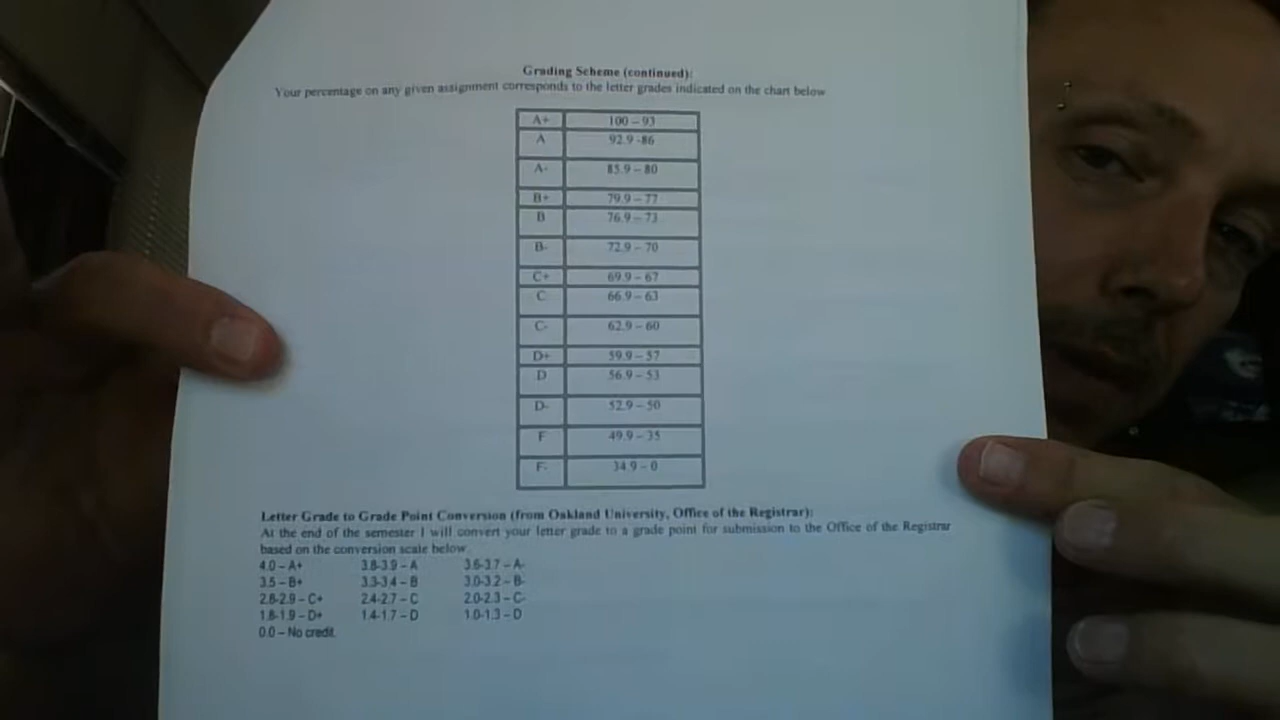 Grading Scheme (continued):
Your percentage on any given assignment corresponds to the letter grades indicated on the chart below
A+ 100 – 93
A 92.9 -86
A- 85.9 – 80
B+ 79.9 – 77
B 76.9 – 73
B- 72.9 – 70
C+ 69.9 – 67
C 66.9 – 63
C- 62.9 – 60
D+ 59.9 – 57
D 56.9 – 53
D- 52.9 – 50
F 49.9 – 35
F- 34.9 – 0
Letter Grade to Grade Point Conversion (from Oakland University, Office of the Registrar):
At the end of the semester I will convert your letter grade to a grade point for submission to the Office of the Registrar
based on the conversion scale below
4.0 – A+ 3.8-3.9 – A 3.6-3.7 – A-
3.5 – B+ 3.3-3.4 – B 3.0-3.2 – B-
2.8-2.9 – C+ 2.4-2.7 – C 2.0-2.3 – C-
1.8-1.9 – D+ 1.4-1.7 – D 1.0-1.3 – D
0.0 – No credit